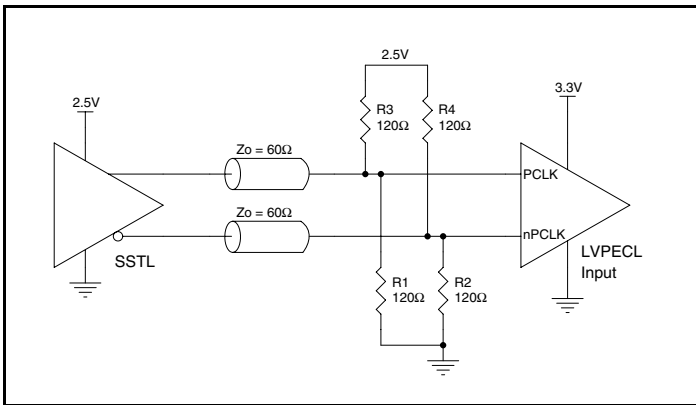 2.5V
2.5V
3.3V
R3
120Ω
R4
120Ω
Zo = 60Ω
PCLK
Zo = 60Ω
nPCLK
SSTL
LVPECL
Input
R1
120Ω
R2
120Ω